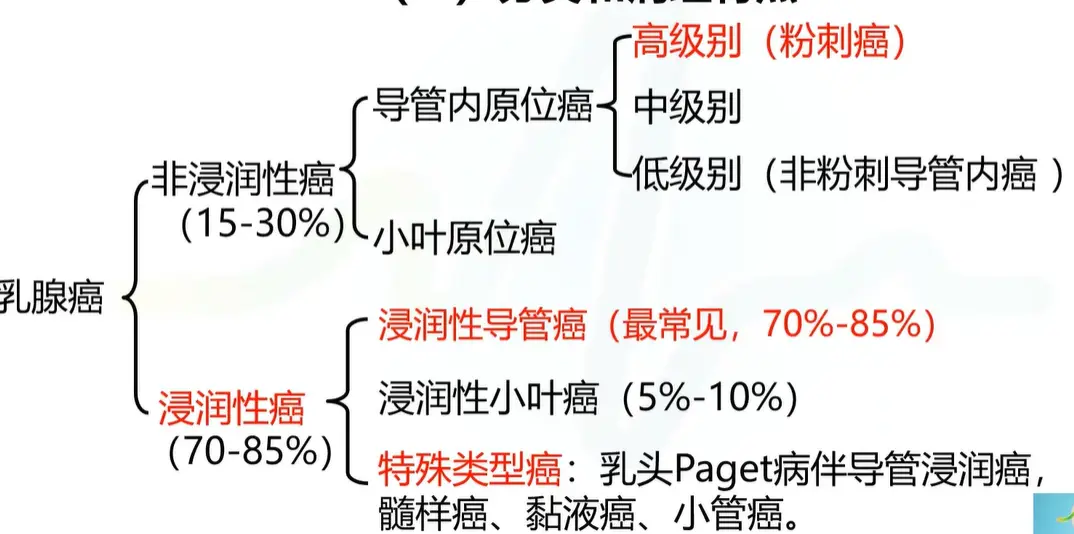 高级别（粉刺癌）
导管内原位癌
中级别
非浸润性癌
低级别（非粉刺导管内癌 ）
（15-30%）
小叶原位癌
乳腺癌
浸润性导管癌（最常见，70%-85%）
浸润性癌
浸润性小叶癌（5%-10%）
（70-85%）
特殊类型癌：乳头Paget病伴导管浸润癌，
髓样癌、黏液癌、小管癌。